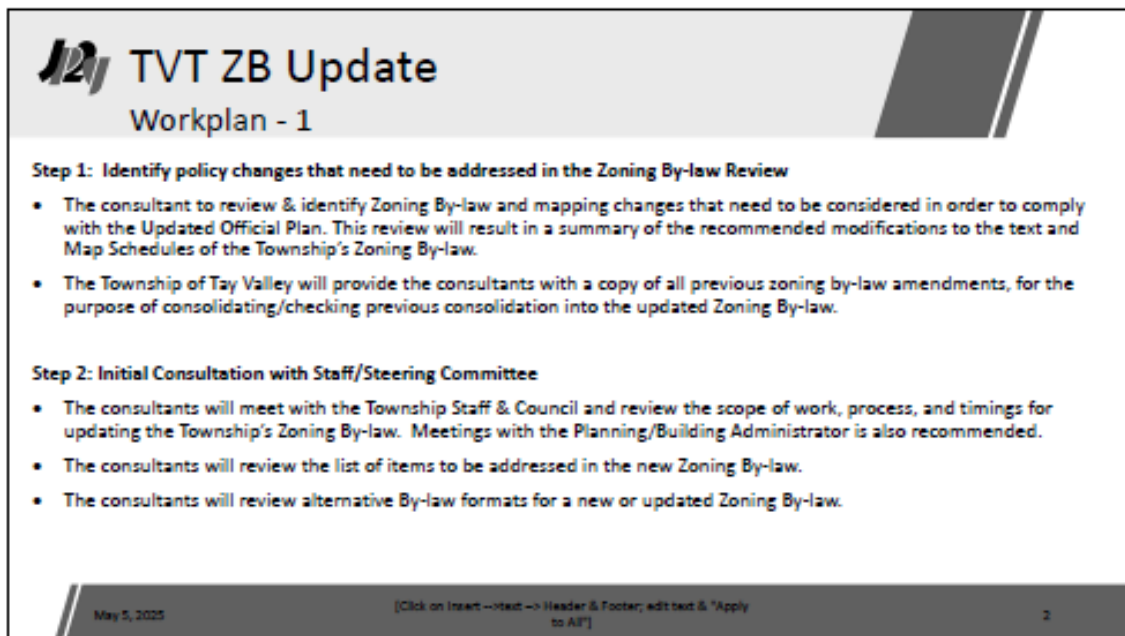 J2PG
TVT ZB Update
Workplan - 1
Step 1:  Identify policy changes that need to be addressed in the Zoning By-law Review
• The consultant to review & identify Zoning By-law and mapping changes that need to be considered in order to comply
with the Updated Official Plan. This review will result in a summary of the recommended modifications to the text and
Map Schedules of the Township's Zoning By-law.
• The Township of Tay Valley will provide the consultants with a copy of all previous zoning by-law amendments, for the
purpose of consolidating/checking previous consolidation into the updated Zoning By-law.
Step 2: Initial Consultation with Staff/Steering Committee
• The consultants will meet with the Township Staff & Council and review the scope of work, process, and timings for
updating the Township's Zoning By-law.  Meetings with the Planning/Building Administrator is also recommended.
• The consultants will review the list of items to be addressed in the new Zoning By-law.
• The consultants will review alternative By-law formats for a new or updated Zoning By-law.
May 5, 2025
[Click on Insert -->text --> Header & Footer; edit text & "Apply
to All"]
2